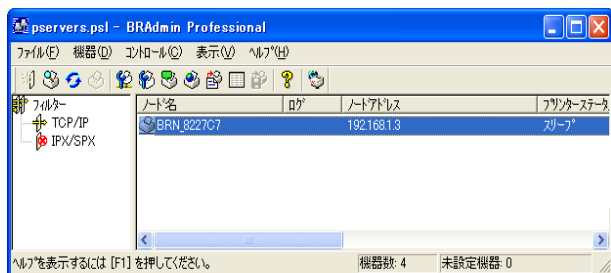 pservers.psl - BRAdmin Professional
ﾌｧｲﾙ(F) 機器(D) ｺﾝﾄﾛｰﾙ(C) 表示(V) ﾍﾙﾌﾟ(H)
ﾌｨﾙﾀｰ
TCP/IP
IPX/SPX
ﾉｰﾄﾞ名 ﾛｸﾞ ﾉｰﾄﾞｱﾄﾞﾚｽ ﾌﾟﾘﾝﾀｰｽﾃｰﾀ
BRN_8227C7 192.168.1.3 ｽﾘｰﾌﾟ
ﾍﾙﾌﾟを表示するには [F1] を押してください。 機器数: 4 未設定機器: 0